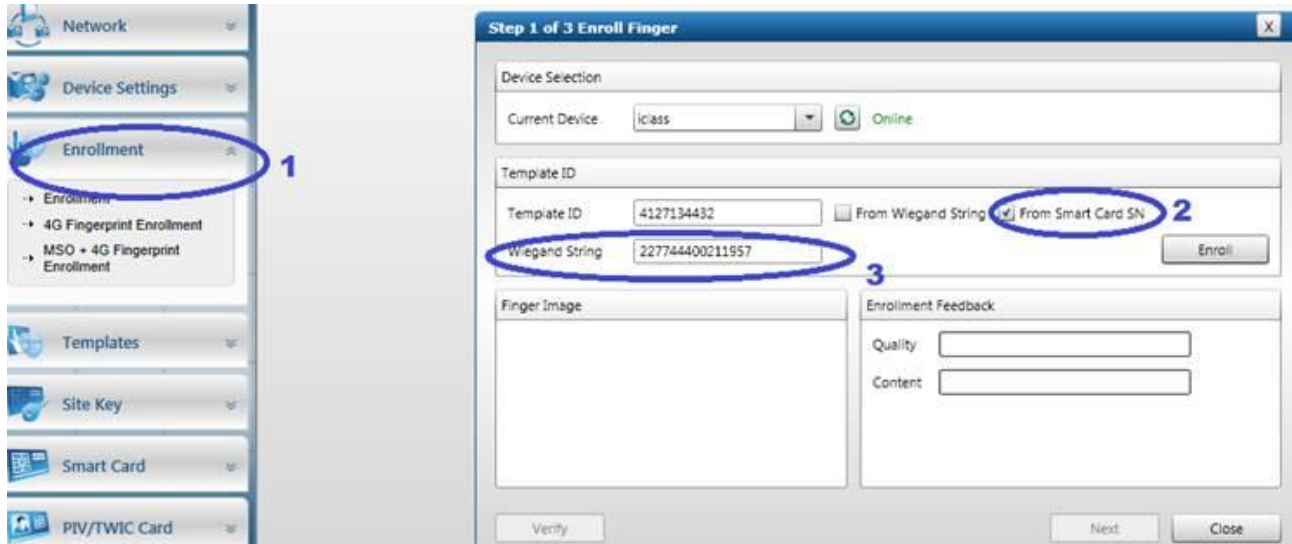 Network
Device Settings
Enrollment
1
Enrollment
4G Fingerprint Enrollment
MSO + 4G Fingerprint
Enrollment
Templates
Site Key
Smart Card
PIV/TWIC Card
Step 1 of 3 Enroll Finger
X
Device Selection
Current Device iclass Online
Template ID
Template ID 4127134432 From Wiegand String From Smart Card SN 2
Wiegand String 227744400211957 Enroll
3
Finger Image
Enrollment Feedback
Quality
Content
Verify Next Close